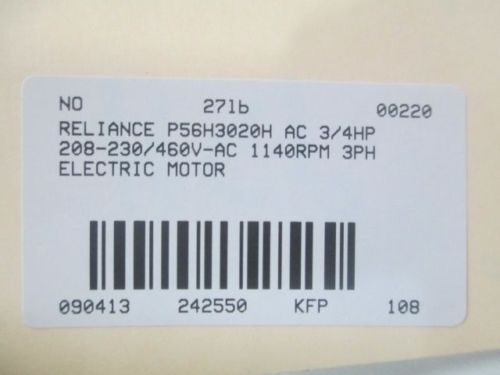 NO 27lb 00220
RELIANCE P56H3020H AC 3/4HP
208-230/460V-AC 1140RPM 3PH
ELECTRIC MOTOR
090413 242550 KFP 108